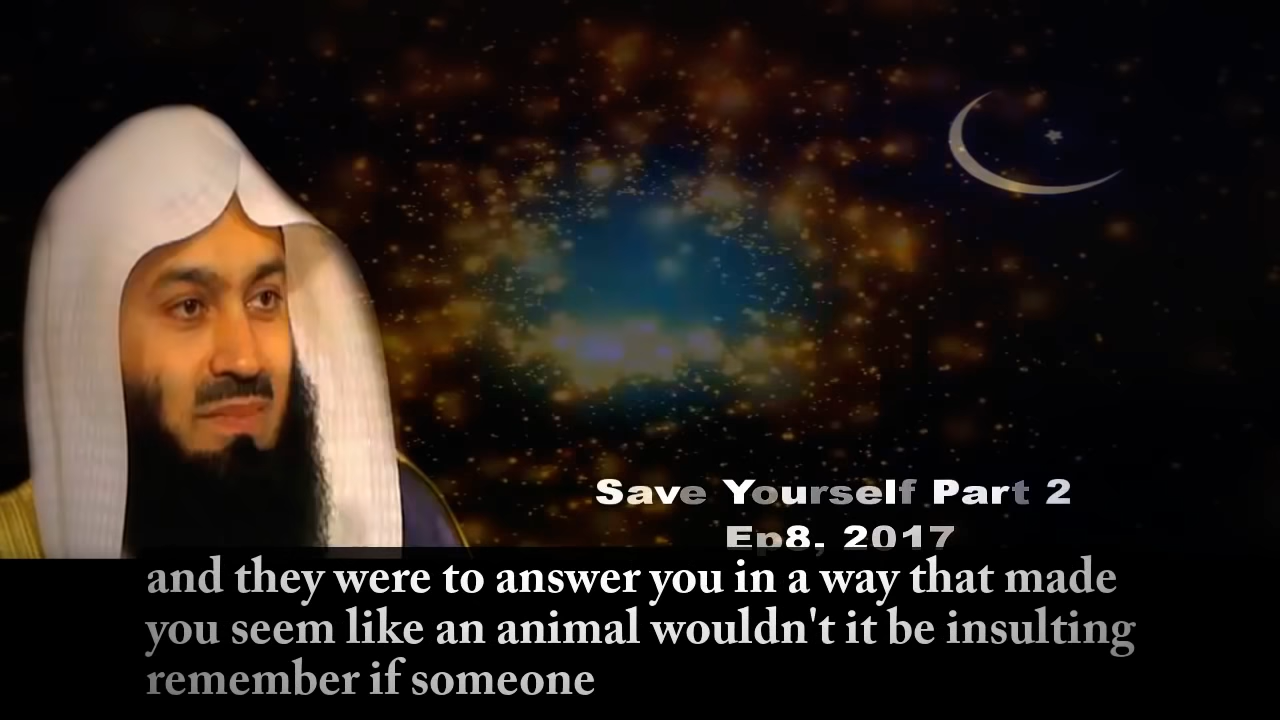 Save Yourself Part 2
Ep8, 2017
and they were to answer you in a way that made
you seem like an animal wouldn't it be insulting
remember if someone